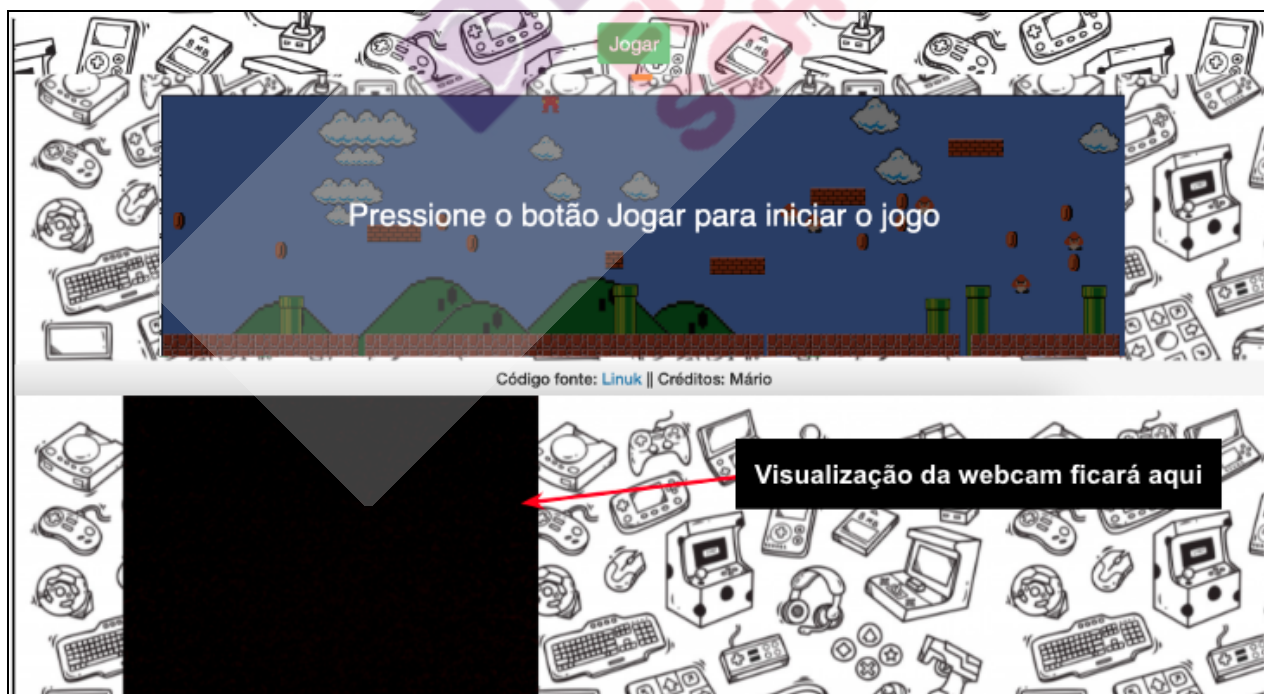 Jogar
Pressione o botão Jogar para iniciar o jogo
Código fonte: Linuk || Créditos: Mário
Visualização da webcam ficará aqui